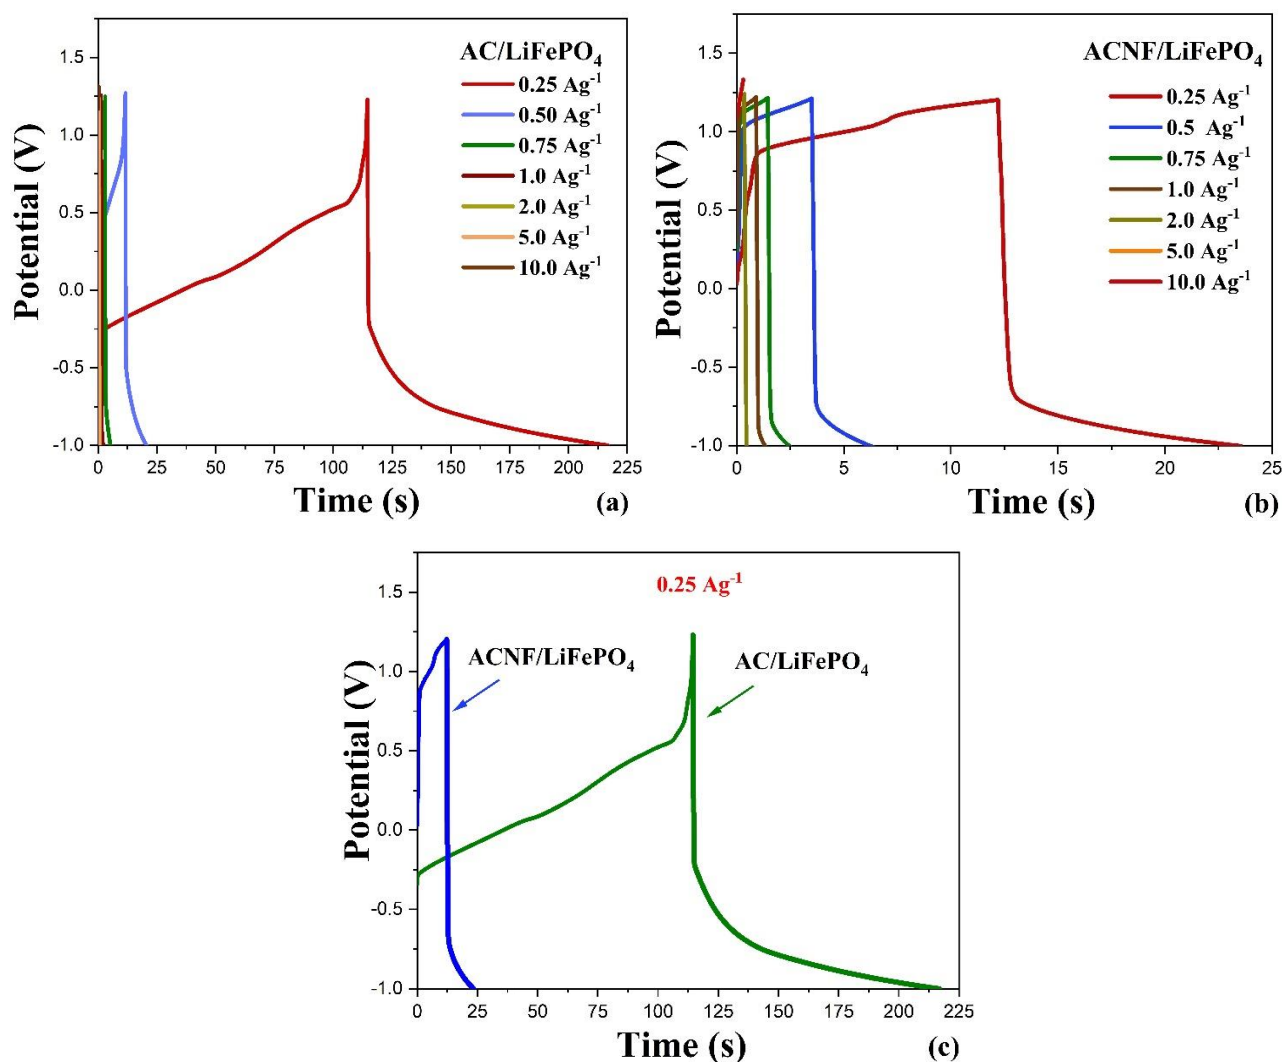 AC/LiFePO₄
0.25 Ag⁻¹
0.50 Ag⁻¹
0.75 Ag⁻¹
1.0 Ag⁻¹
2.0 Ag⁻¹
5.0 Ag⁻¹
10.0 Ag⁻¹
1.5
1.0
0.5
0.0
-0.5
-1.0
Potential (V)
0 25 50 75 100 125 150 175 200 225
Time (s)
(a)
ACNF/LiFePO₄
0.25 Ag⁻¹
0.5 Ag⁻¹
0.75 Ag⁻¹
1.0 Ag⁻¹
2.0 Ag⁻¹
5.0 Ag⁻¹
10.0 Ag⁻¹
1.5
1.0
0.5
0.0
-0.5
-1.0
Potential (V)
0 5 10 15 20 25
Time (s)
(b)
0.25 Ag⁻¹
ACNF/LiFePO₄
AC/LiFePO₄
1.5
1.0
0.5
0.0
-0.5
-1.0
Potential (V)
0 25 50 75 100 125 150 175 200 225
Time (s)
(c)